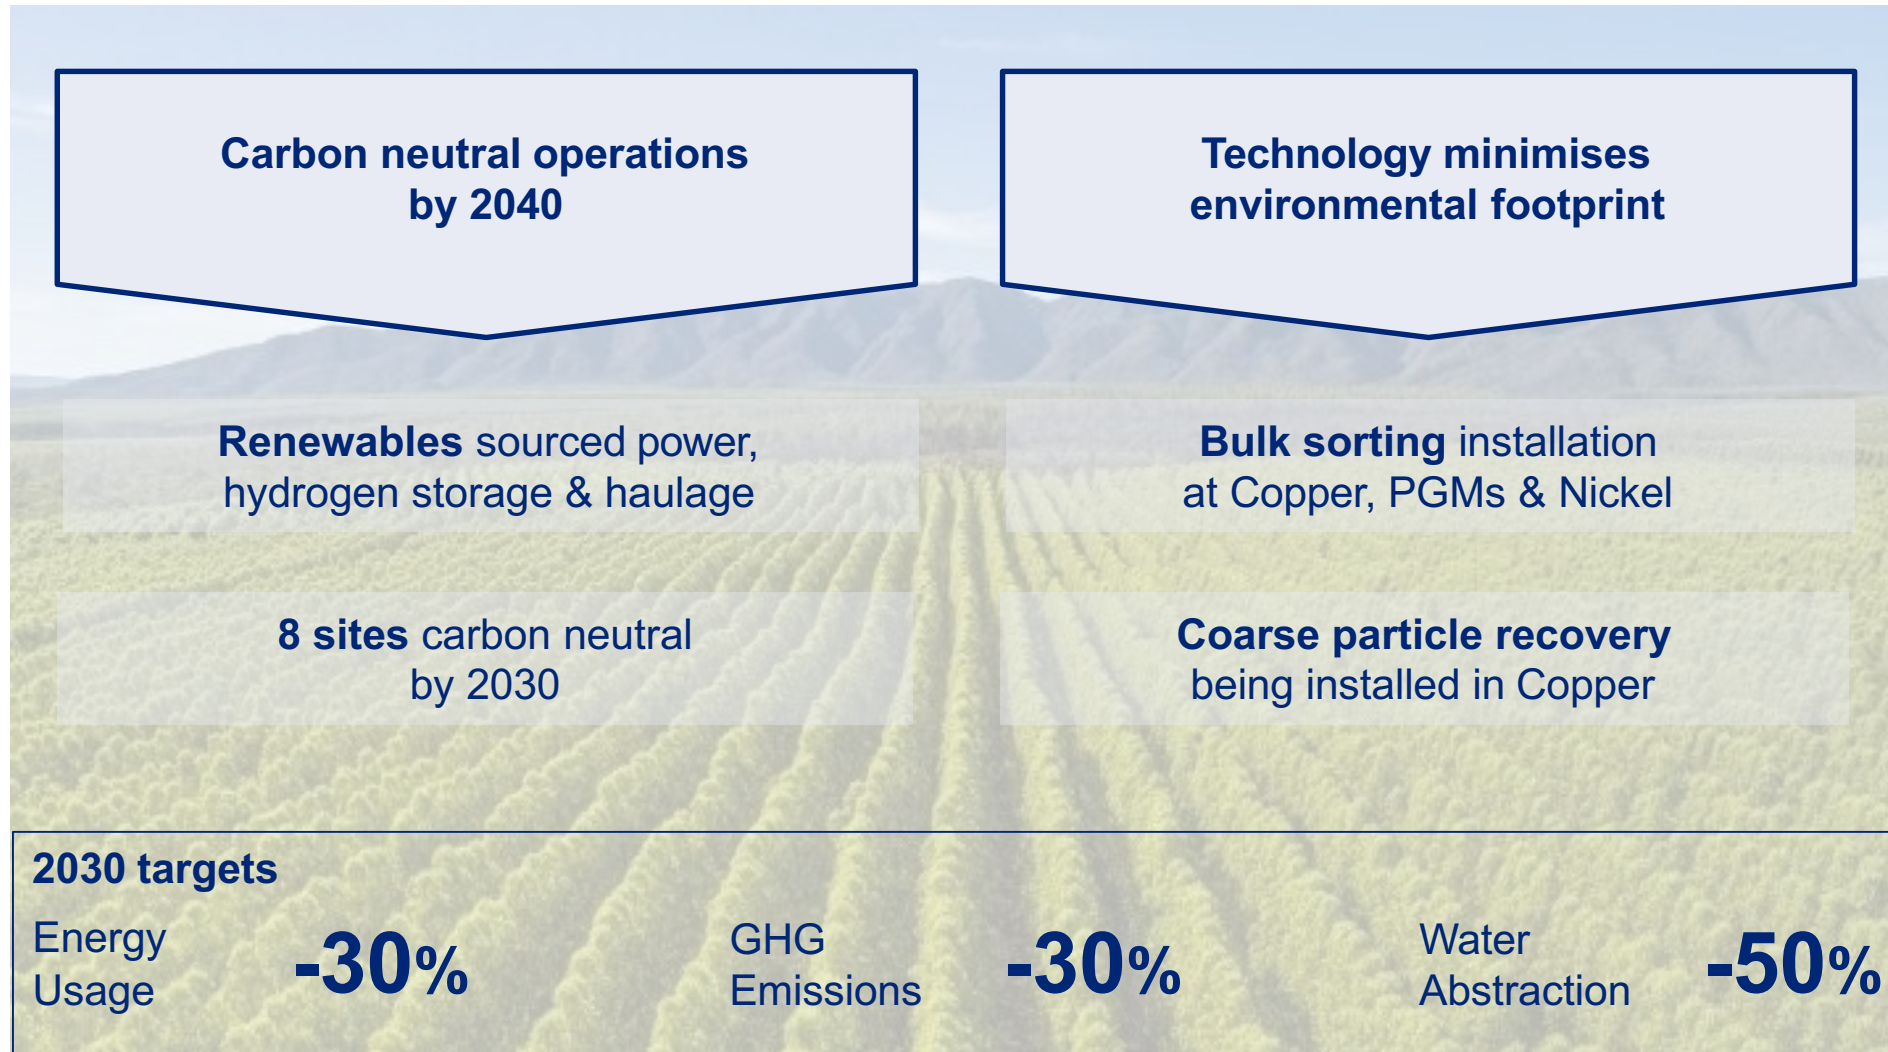 Carbon neutral operations
by 2040
Renewables sourced power,
hydrogen storage & haulage
8 sites carbon neutral
by 2030
Technology minimises
environmental footprint
Bulk sorting installation
at Copper, PGMs & Nickel
Coarse particle recovery
being installed in Copper
2030 targets
Energy
Usage
-30%
GHG
Emissions
-30%
Water
Abstraction
-50%